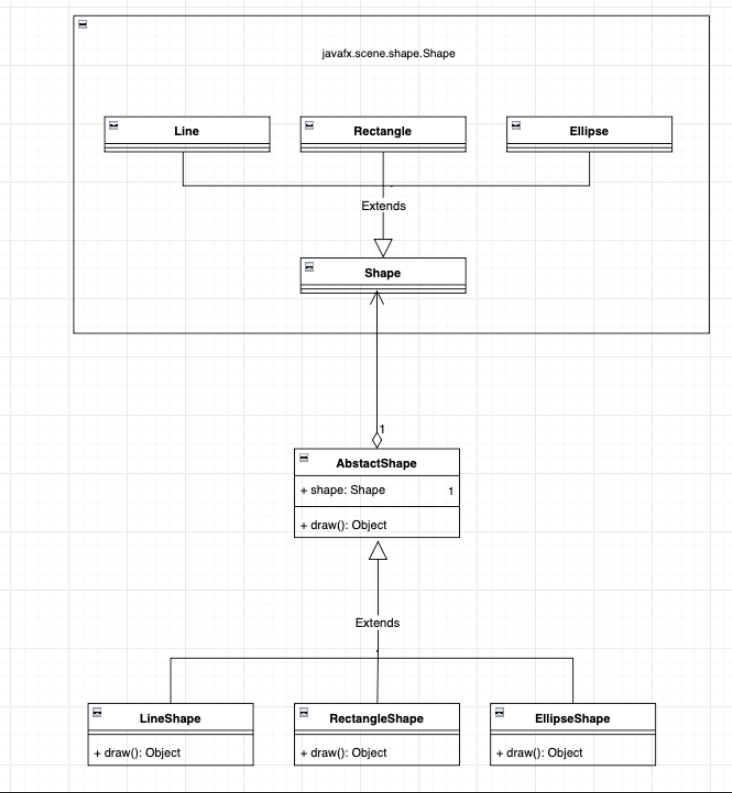 javafx.scene.shape.Shape
Line
Rectangle
Ellipse
Extends
Shape
1
AbstactShape
+ shape: Shape 1
+ draw(): Object
Extends
LineShape
RectangleShape
EllipseShape
+ draw(): Object
+ draw(): Object
+ draw(): Object